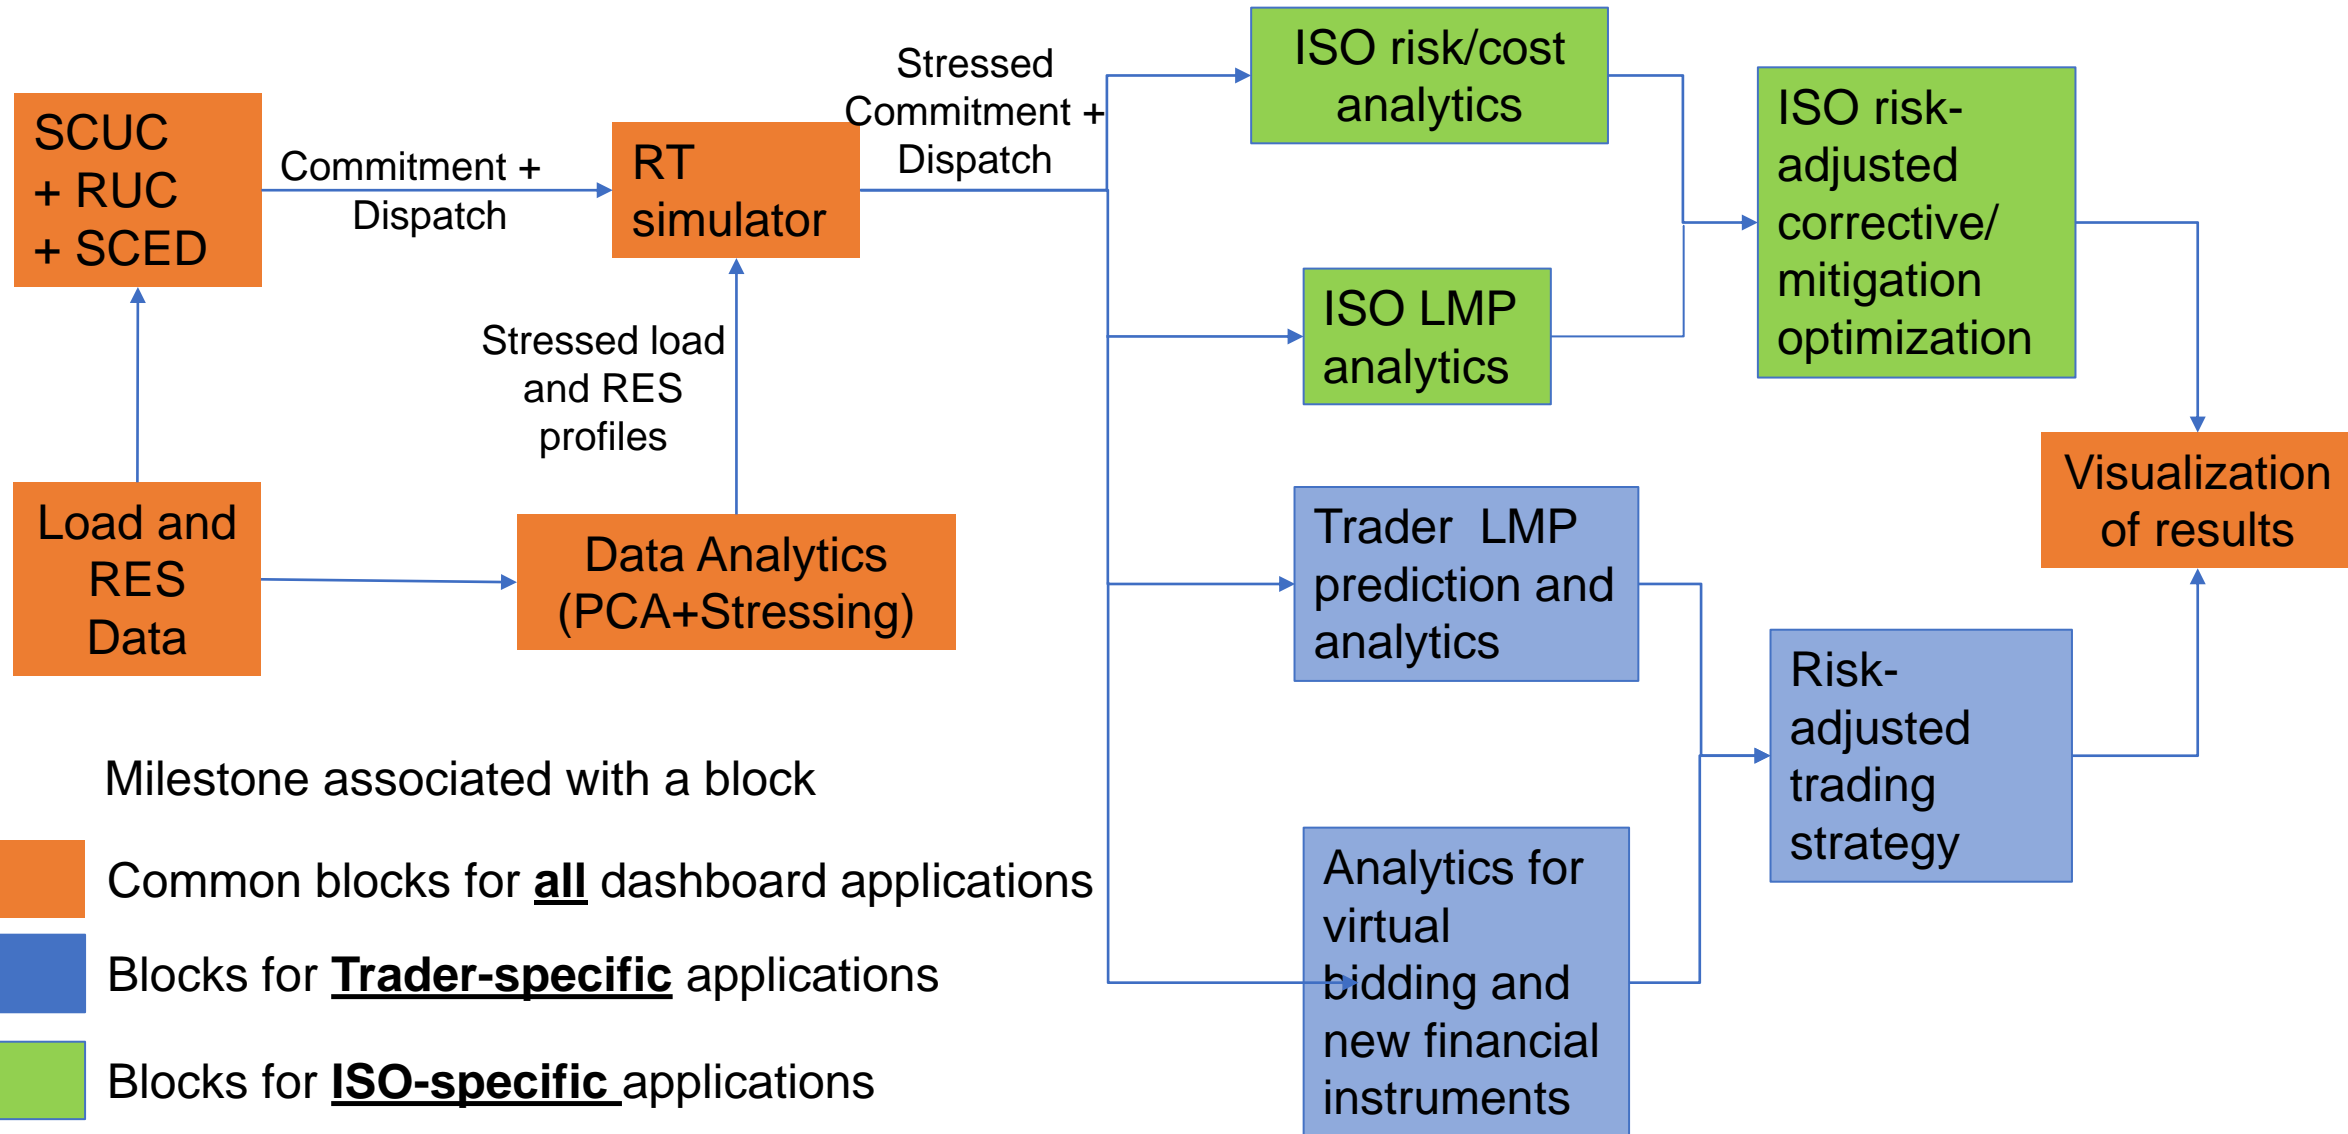 SCUC
+ RUC
+ SCED
Commitment +
Dispatch
RT
simulator
Stressed
Commitment +
Dispatch
ISO risk/cost
analytics
ISO risk-
adjusted
corrective/
mitigation
optimization
ISO LMP
analytics
Stressed load
and RES
profiles
Load and
RES
Data
Data Analytics
(PCA+Stressing)
Trader LMP
prediction and
analytics
Visualization
of results
Risk-
adjusted
trading
strategy
Analytics for
virtual
bidding and
new financial
instruments
Milestone associated with a block
Common blocks for all dashboard applications
Blocks for Trader-specific applications
Blocks for ISO-specific applications